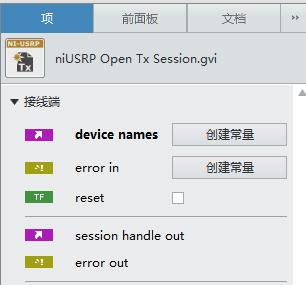 项 前面板 文档 »
NI-USRP
Tx
niUSRP Open Tx Session.gvi
接线端
device names 创建常量
error in 创建常量
TF reset
session handle out
error out